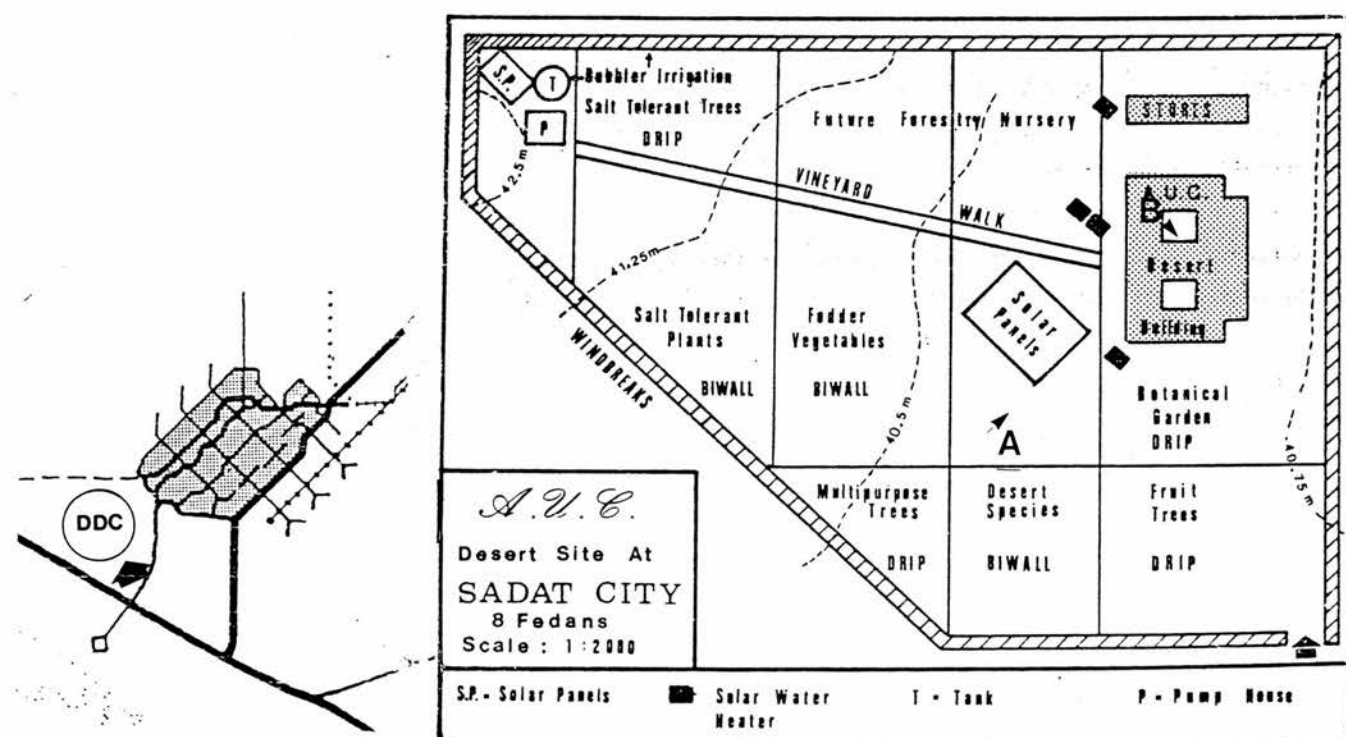 DDC
S.P.
T
Bubbler Irrigation
Salt Tolerant Trees
DRIP
P
42.5m
Future Forestry Nursery
STORES
VINEYARD WALK
A.U.C.
B
Desert
Building
41.25m
Solar
Panels
Salt Tolerant
Plants
BIWALL
Fodder
Vegetables
BIWALL
WINDBREAKS
40.5m
A
Botanical
Garden
DRIP
40.75m
Multipurpose
Trees
DRIP
Desert
Species
BIWALL
Fruit
Trees
DRIP
A.U.C.
Desert Site At
SADAT CITY
8 Fedans
Scale : 1:2000
S.P.- Solar Panels
Solar Water
Heater
T - Tank
P - Pump House